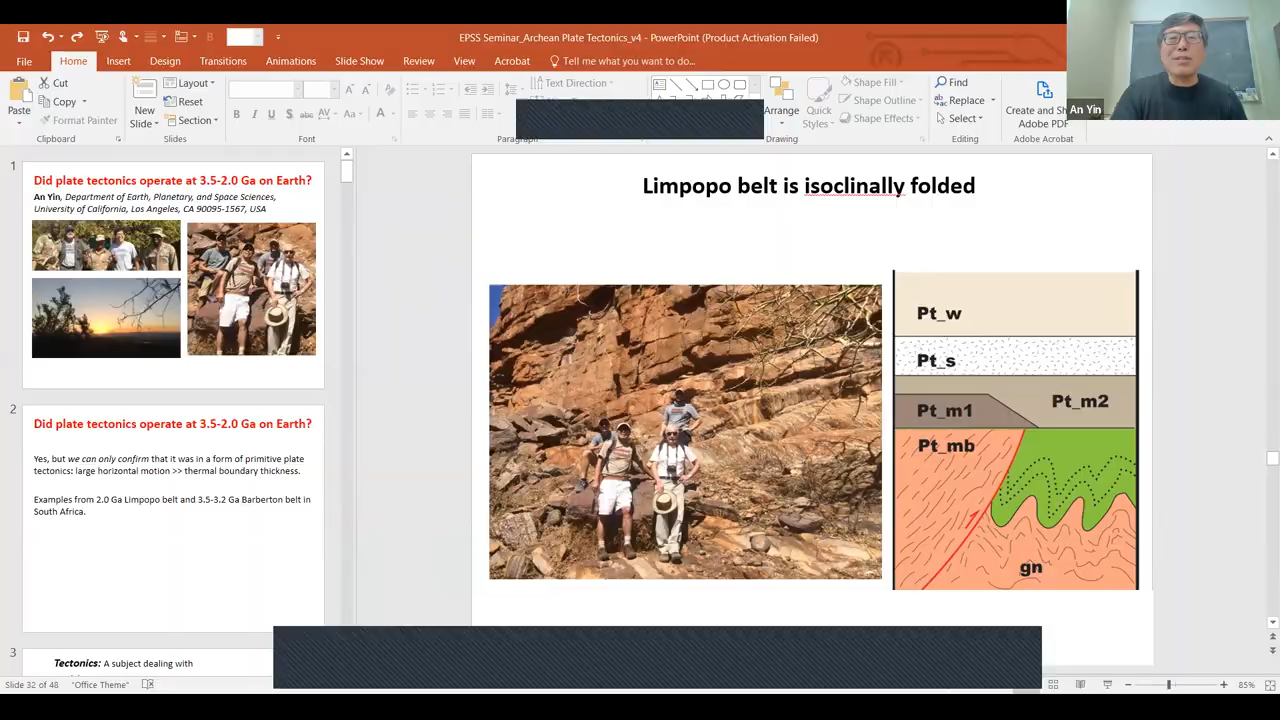 EPSS Seminar_Archean Plate Tectonics_v4 - PowerPoint (Product Activation Failed)
File Home Insert Design Transitions Animations Slide Show Review View Acrobat Tell me what you want to do...
Paste
Cut
Copy
Format Painter
Clipboard
New
Slide
Layout
Reset
Section
Slides
B I U S abc AV Aa A
Font
Text Direction
Paragraph
Arrange
Quick
Styles
Shape Fill
Shape Outline
Shape Effects
Drawing
Find
Replace
Select
Editing
Create and Sh
Adobe PDF
Adobe Acrobat
An Yin
1
Did plate tectonics operate at 3.5-2.0 Ga on Earth?
An Yin, Department of Earth, Planetary, and Space Sciences,
University of California, Los Angeles, CA 90095-1567, USA
2
Did plate tectonics operate at 3.5-2.0 Ga on Earth?
Yes, but we can only confirm that it was in a form of primitive plate
tectonics: large horizontal motion >> thermal boundary thickness.
Examples from 2.0 Ga Limpopo belt and 3.5-3.2 Ga Barberton belt in
South Africa.
3
Tectonics: A subject dealing with
Limpopo belt is isoclinally folded
Pt_w
Pt_s
Pt_m1
Pt_m2
Pt_mb
gn
Slide 32 of 48 "Office Theme"
85%